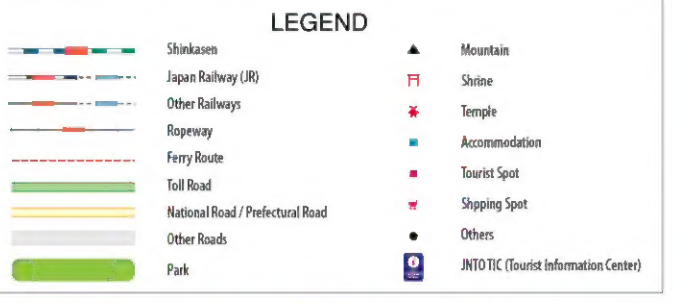 LEGEND
Shinkasen
Japan Railway (JR)
Other Railways
Ropeway
Ferry Route
Toll Road
National Road / Prefectural Road
Other Roads
Park
Mountain
Shrine
Temple
Accommodation
Tourist Spot
Shpping Spot
Others
JNTO TIC (Tourist Information Center)